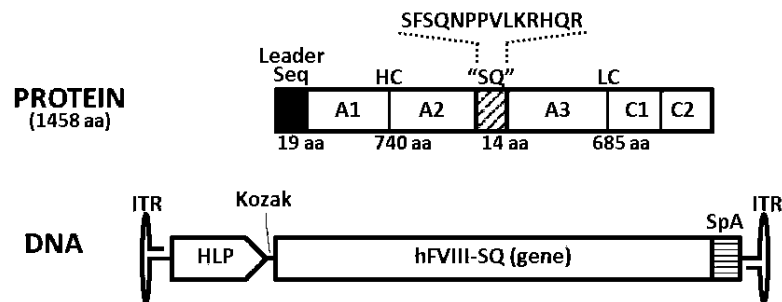 SFSQNPPVLKRHQR
Leader
Seq
HC
“SQ”
LC
PROTEIN
(1458 aa)
A1
A2
A3
C1
C2
19 aa
740 aa
14 aa
685 aa
ITR
Kozak
SpA
ITR
DNA
HLP
hFVIII-SQ (gene)